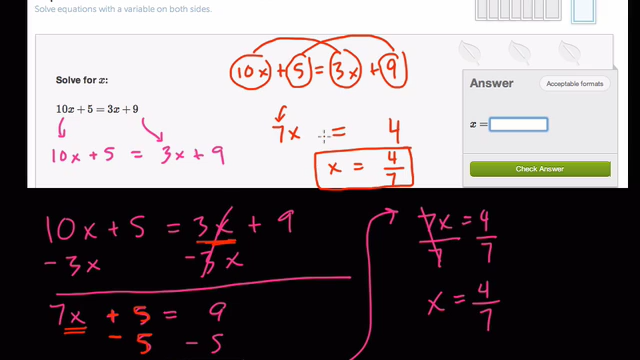 Solve equations with a variable on both sides.
Solve for x:
10x + 5 = 3x + 9
10x + 5 = 3x + 9
10x + 5 = 3x + 9
7x = 4
x = 4/7
Answer
Acceptable formats
x =
Check Answer
10x + 5 = 3x + 9
- 3x - 3x
7x + 5 = 9
- 5 - 5
7x/7 = 4/7
x = 4/7